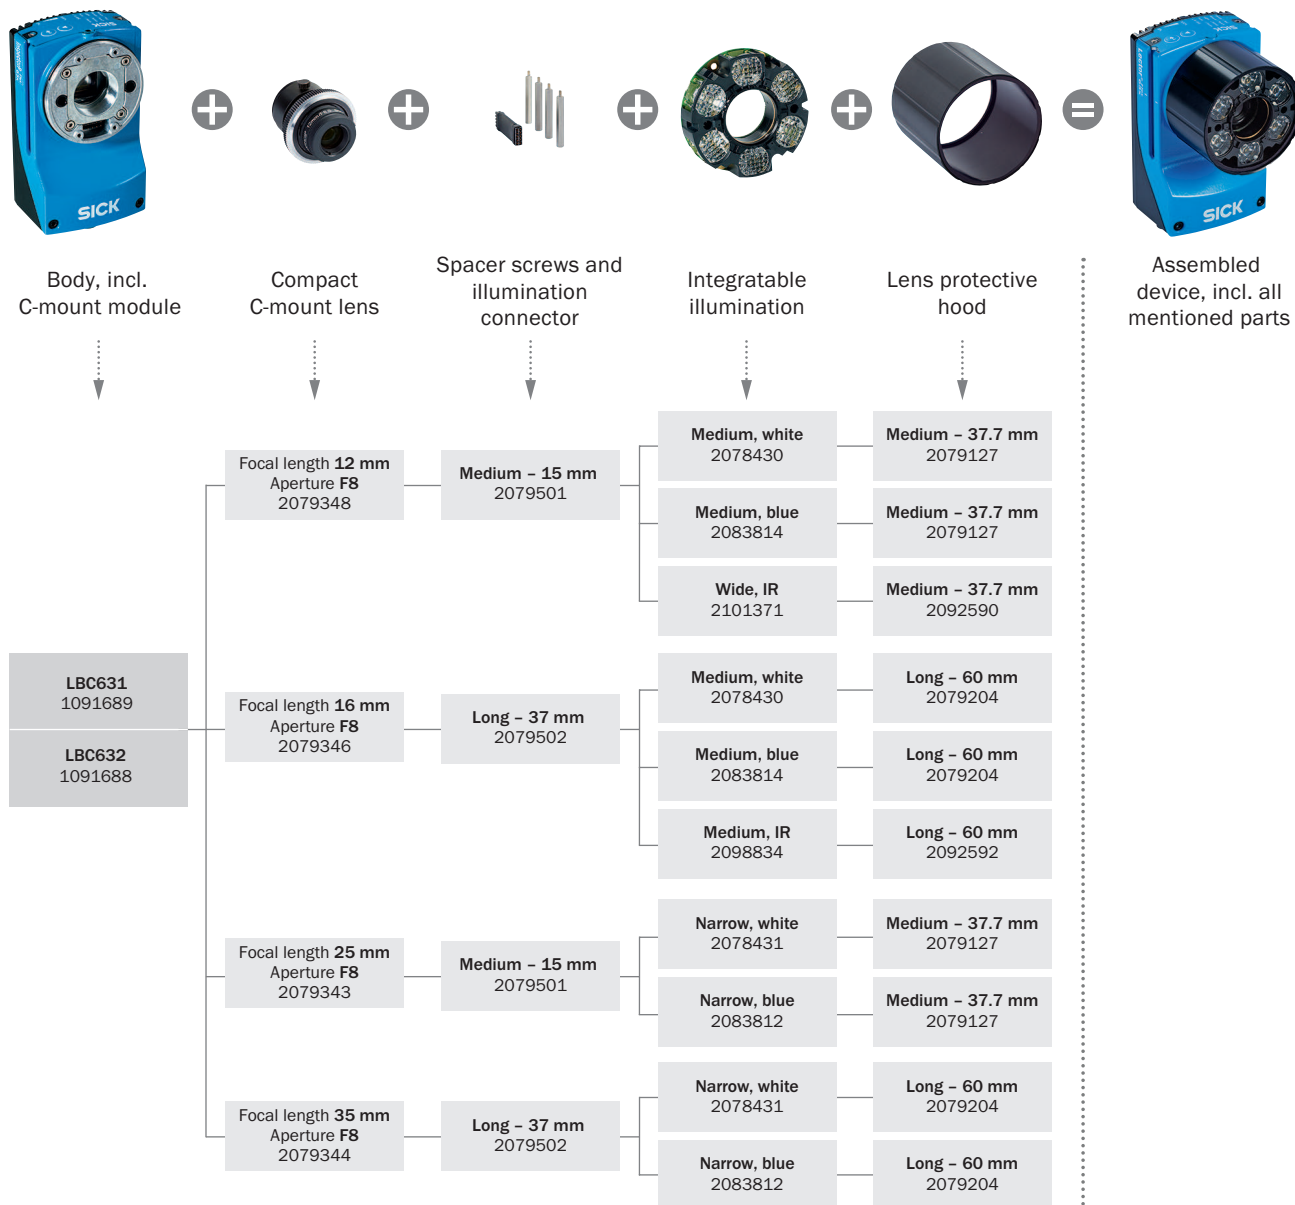 SICK
SICK
SICK
Body, incl.
C-mount module
Compact
C-mount lens
Spacer screws and
illumination
connector
Integratable
illumination
Lens protective
hood
Assembled
device, incl. all
mentioned parts
LBC631
1091689
LBC632
1091688
Focal length 12 mm
Aperture F8
2079348
Medium – 15 mm
2079501
Medium, white
2078430
Medium – 37.7 mm
2079127
Medium, blue
2083814
Medium – 37.7 mm
2079127
Wide, IR
2101371
Medium – 37.7 mm
2092590
Focal length 16 mm
Aperture F8
2079346
Long – 37 mm
2079502
Medium, white
2078430
Long – 60 mm
2079204
Medium, blue
2083814
Long – 60 mm
2079204
Medium, IR
2098834
Long – 60 mm
2092592
Focal length 25 mm
Aperture F8
2079343
Medium – 15 mm
2079501
Narrow, white
2078431
Medium – 37.7 mm
2079127
Narrow, blue
2083812
Medium – 37.7 mm
2079127
Focal length 35 mm
Aperture F8
2079344
Long – 37 mm
2079502
Narrow, white
2078431
Long – 60 mm
2079204
Narrow, blue
2083812
Long – 60 mm
2079204